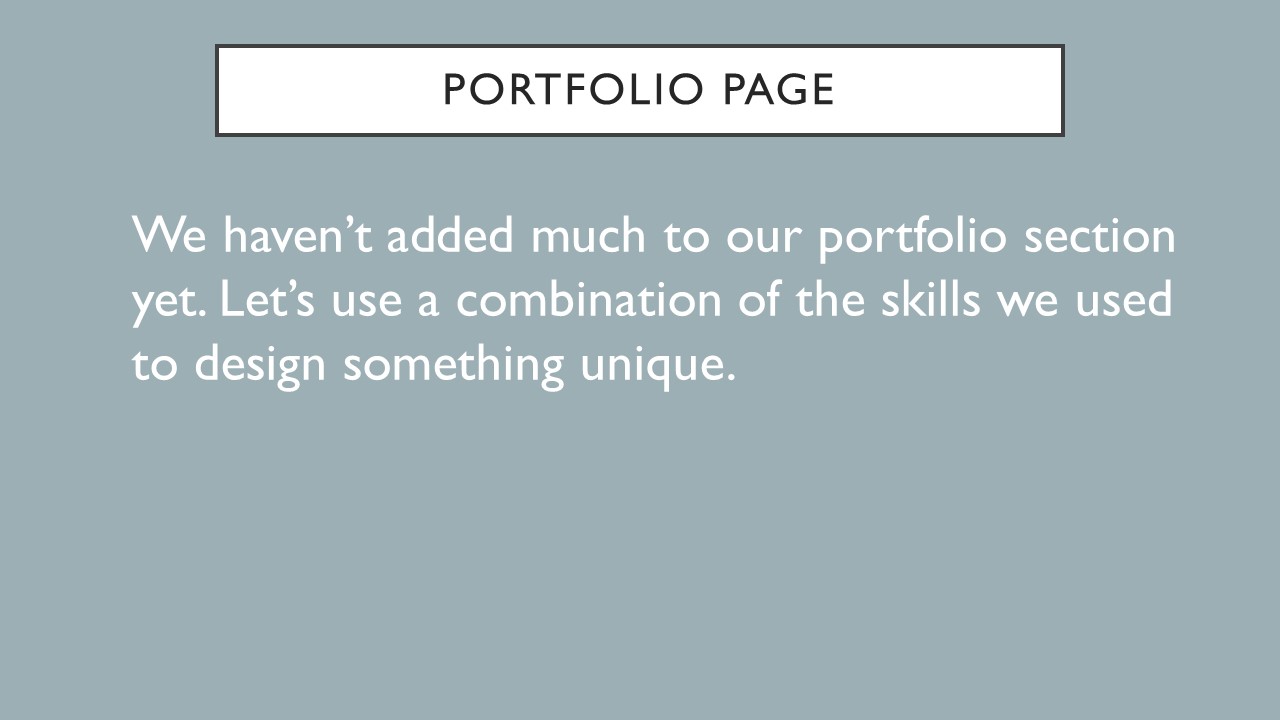 PORTFOLIO PAGE
We haven’t added much to our portfolio section
yet. Let’s use a combination of the skills we used
to design something unique.